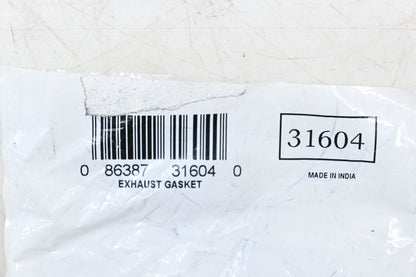 0 86387 31604 0
EXHAUST GASKET
31604
MADE IN INDIA